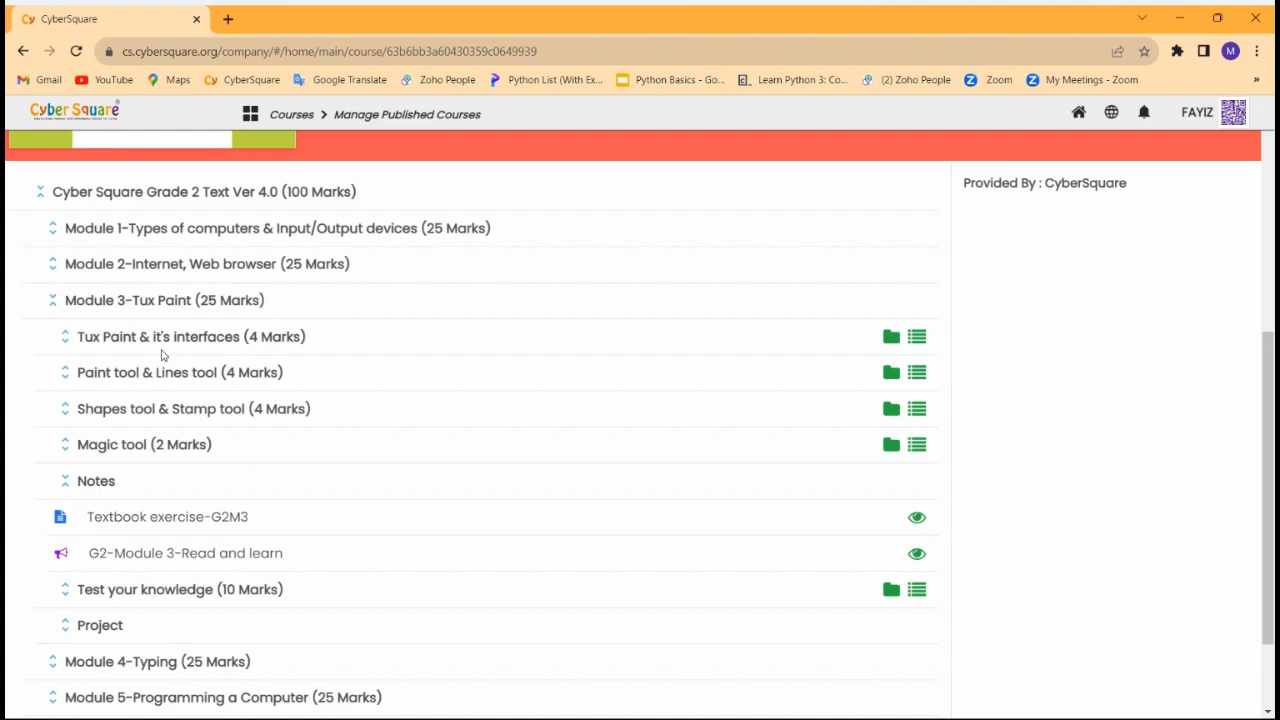 CyberSquare
cs.cybersquare.org/company/#/home/main/course/63b6bb3a60430359c0649939
M
Gmail YouTube Maps CyberSquare Google Translate Zoho People Python List (With Ex... Python Basics - Go... Learn Python 3: Co... (2) Zoho People Zoom My Meetings - Zoom »
Cyber Square
Courses > Manage Published Courses
FAYIZ
Cyber Square Grade 2 Text Ver 4.0 (100 Marks)
Provided By : CyberSquare
Module 1-Types of computers & Input/Output devices (25 Marks)
Module 2-Internet, Web browser (25 Marks)
Module 3-Tux Paint (25 Marks)
Tux Paint & it's interfaces (4 Marks)
Paint tool & Lines tool (4 Marks)
Shapes tool & Stamp tool (4 Marks)
Magic tool (2 Marks)
Notes
Textbook exercise-G2M3
G2-Module 3-Read and learn
Test your knowledge (10 Marks)
Project
Module 4-Typing (25 Marks)
Module 5-Programming a Computer (25 Marks)